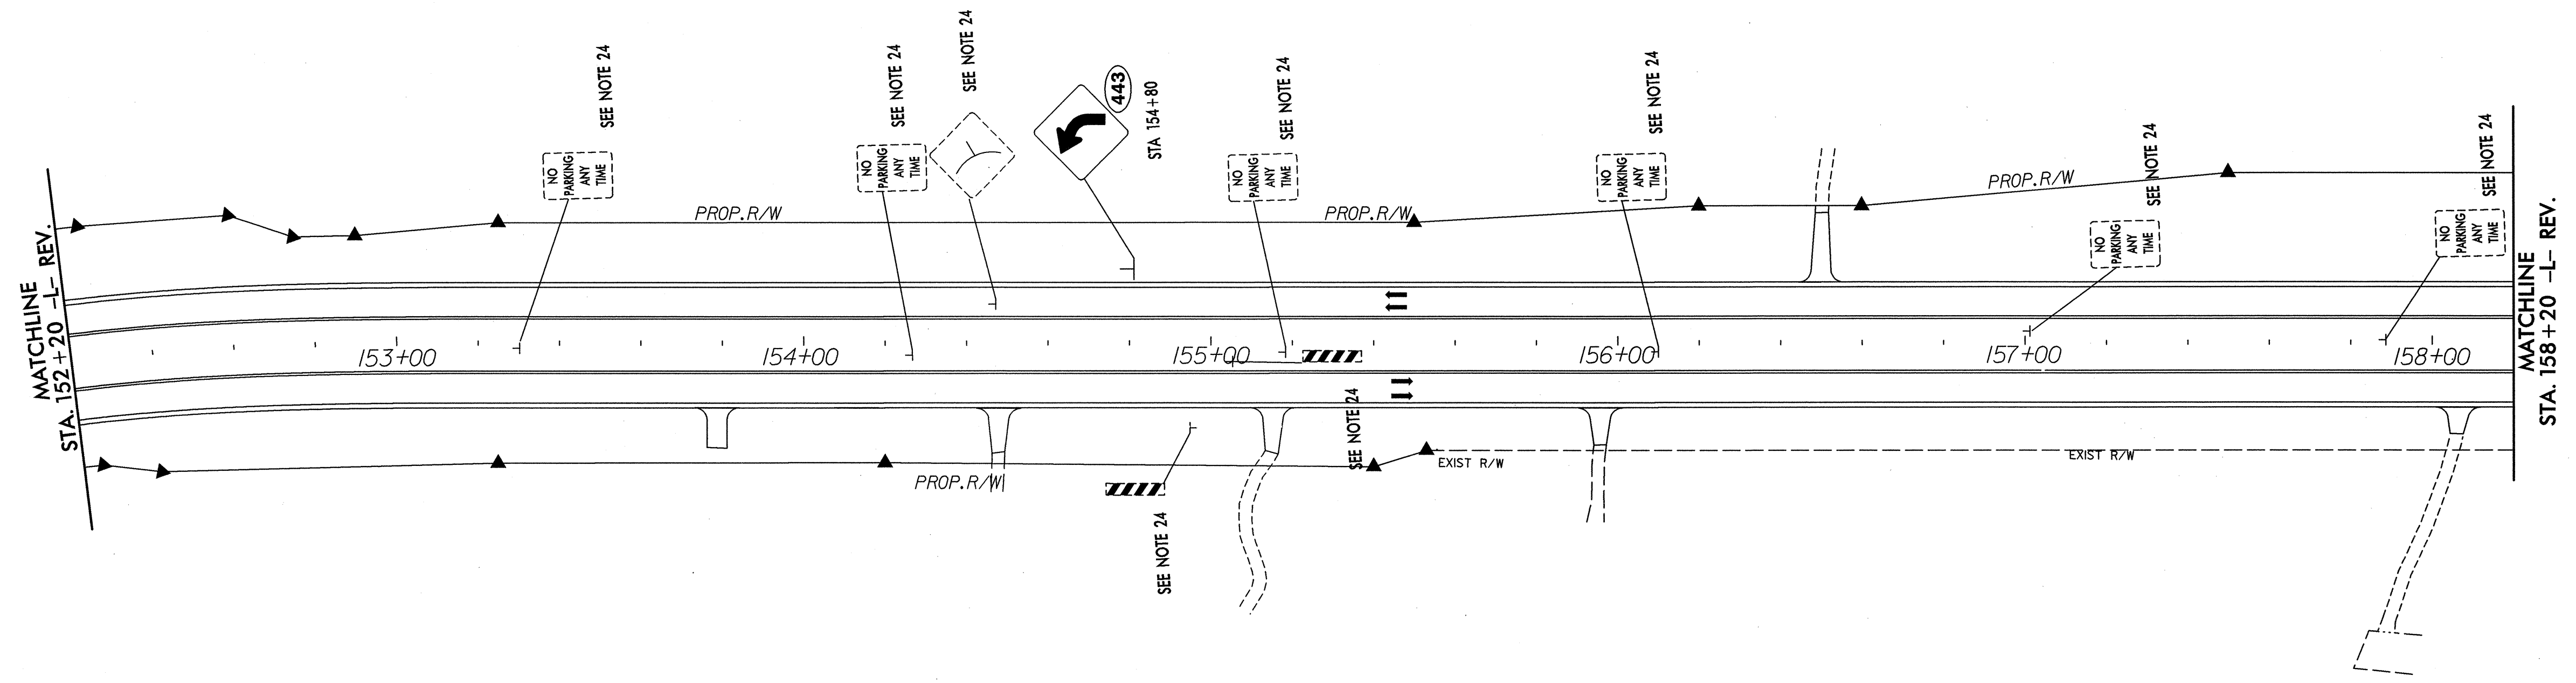 MATCHLINE
STA. 152+20 -L- REV.
SEE NOTE 24
NO
PARKING
ANY
TIME
SEE NOTE 24
NO
PARKING
ANY
TIME
SEE NOTE 24
443
STA 154+80
SEE NOTE 24
NO
PARKING
ANY
TIME
SEE NOTE 24
NO
PARKING
ANY
TIME
SEE NOTE 24
NO
PARKING
ANY
TIME
SEE NOTE 24
NO
PARKING
ANY
TIME
PROP. R/W
PROP. R/W
PROP. R/W
153+00
154+00
155+00
156+00
157+00
158+00
SEE NOTE 24
PROP. R/W
SEE NOTE 24
EXIST R/W
EXIST R/W
MATCHLINE
STA. 158+20 -L- REV.